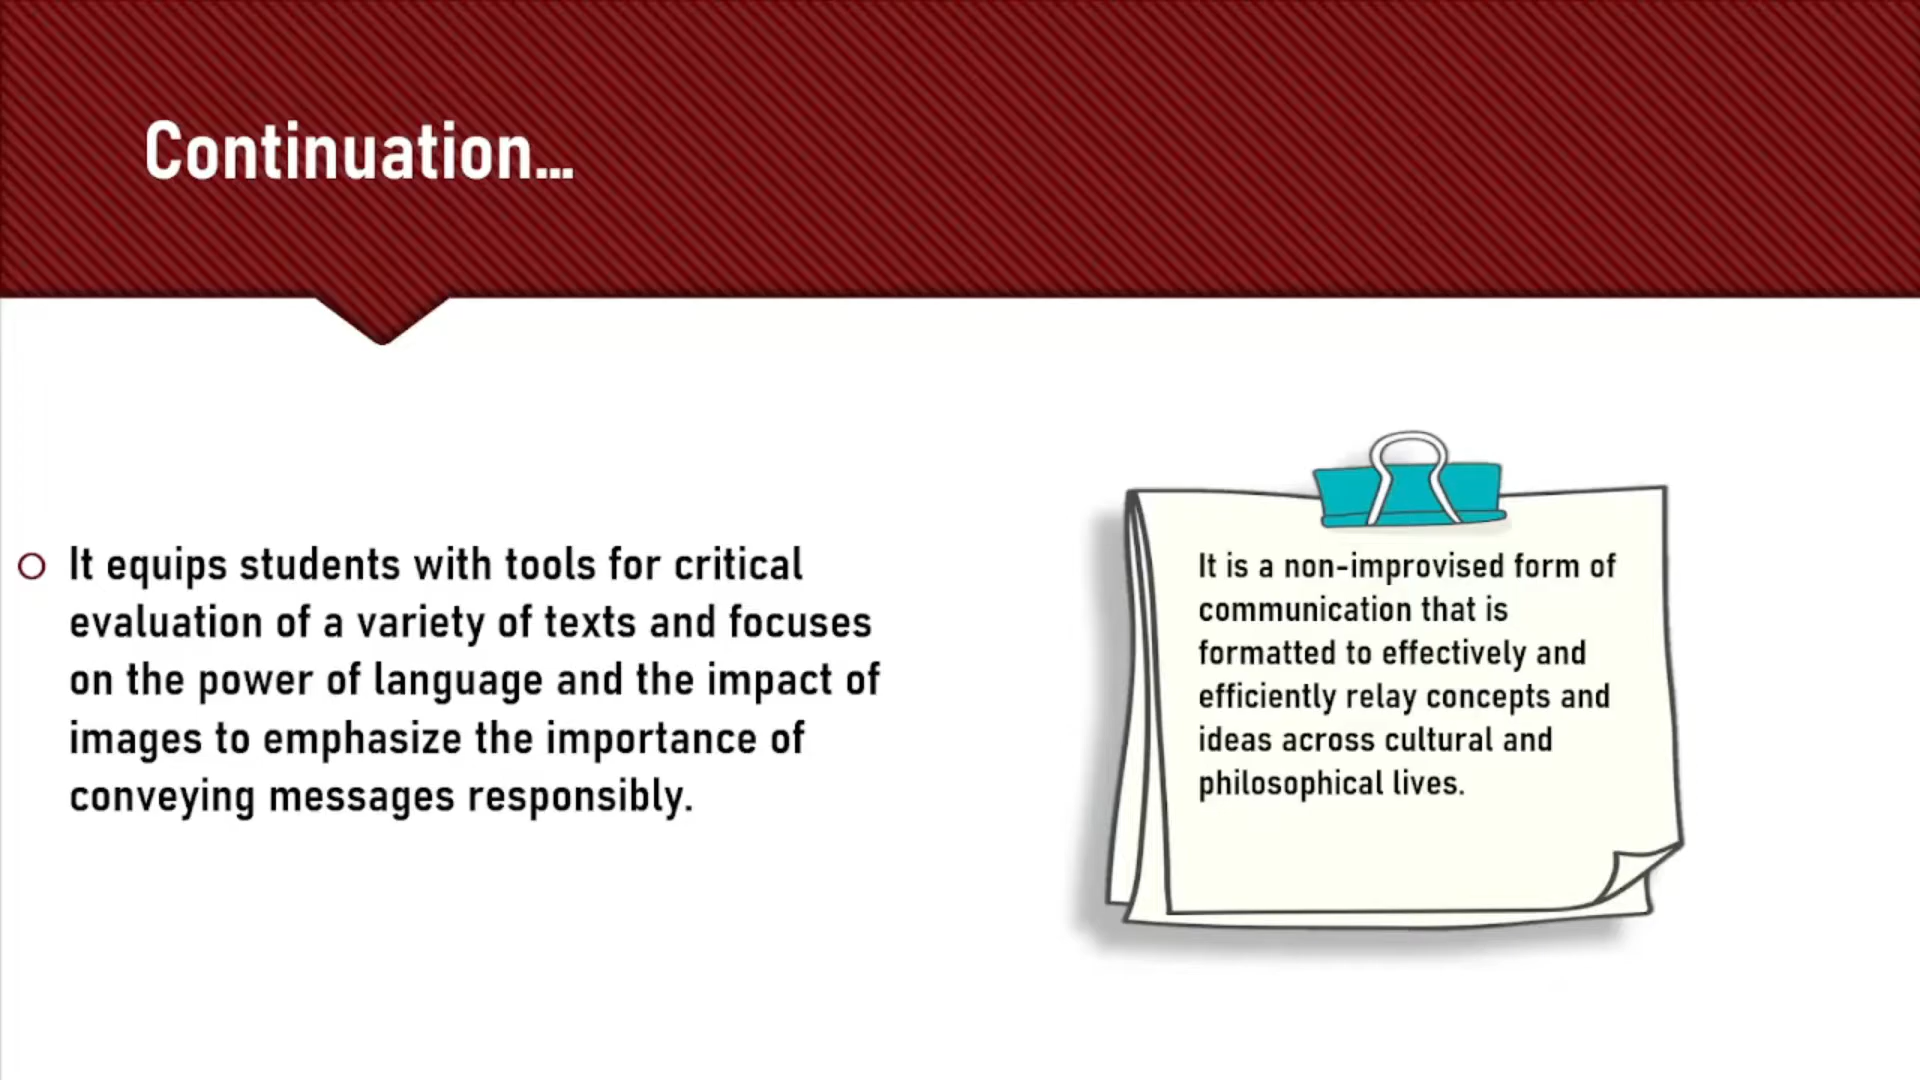 Continuation...
It equips students with tools for critical
evaluation of a variety of texts and focuses
on the power of language and the impact of
images to emphasize the importance of
conveying messages responsibly.
It is a non-improvised form of
communication that is
formatted to effectively and
efficiently relay concepts and
ideas across cultural and
philosophical lives.